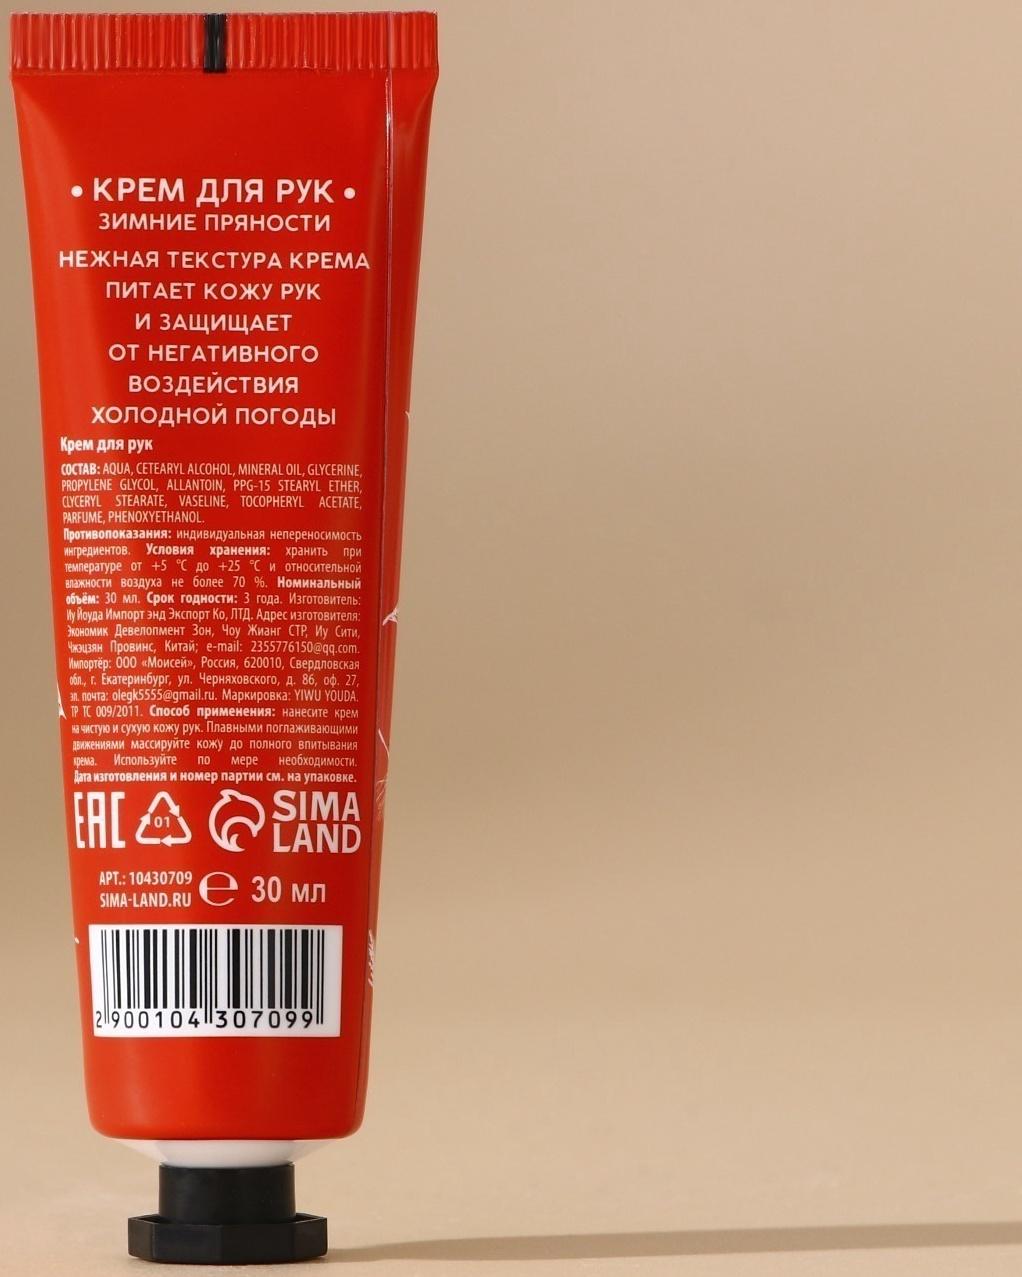 • КРЕМ ДЛЯ РУК •
ЗИМНИЕ ПРЯНОСТИ
НЕЖНАЯ ТЕКСТУРА КРЕМА
ПИТАЕТ КОЖУ РУК
И ЗАЩИЩАЕТ
ОТ НЕГАТИВНОГО
ВОЗДЕЙСТВИЯ
ХОЛОДНОЙ ПОГОДЫ
Крем для рук
СОСТАВ: AQUA, CETEARYL ALCOHOL, MINERAL OIL, GLYCERINE,
PROPYLENE GLYCOL, ALLANTOIN, PPG-15 STEARYL ETHER,
GLYCERYL STEARATE, VASELINE, TOCOPHERYL ACETATE,
PARFUME, PHENOXYETHANOL.
Противопоказания: индивидуальная непереносимость
ингредиентов. Условия хранения: хранить при
температуре от +5 °C до +25 °C и относительной
влажности воздуха не более 70 %. Номинальный
объём: 30 мл. Срок годности: 3 года. Изготовитель:
Иу Йоуда Импорт энд Экспорт Ко, ЛТД. Адрес изготовителя:
Экономик Девелопмент Зон, Чоу Жианг СТР, Иу Сити,
Чжэцзян Провинс, Китай; e-mail: 2355776150@qq.com.
Импортёр: ООО «Моисей», Россия, 620010, Свердловская
обл., г. Екатеринбург, ул. Черняховского, д. 86, оф. 27,
эл. почта: olegk5555@gmail.ru. Маркировка: YIWU YOUDA.
ТР ТС 009/2011. Способ применения: нанесите крем
на чистую и сухую кожу рук. Плавными поглаживающими
движениями массируйте кожу до полного впитывания
крема. Используйте по мере необходимости.
Дата изготовления и номер партии см. на упаковке.
EAC 01 SIMA
LAND
АРТ.: 10430709
SIMA-LAND.RU ℮ 30 мл
2 900104 307099